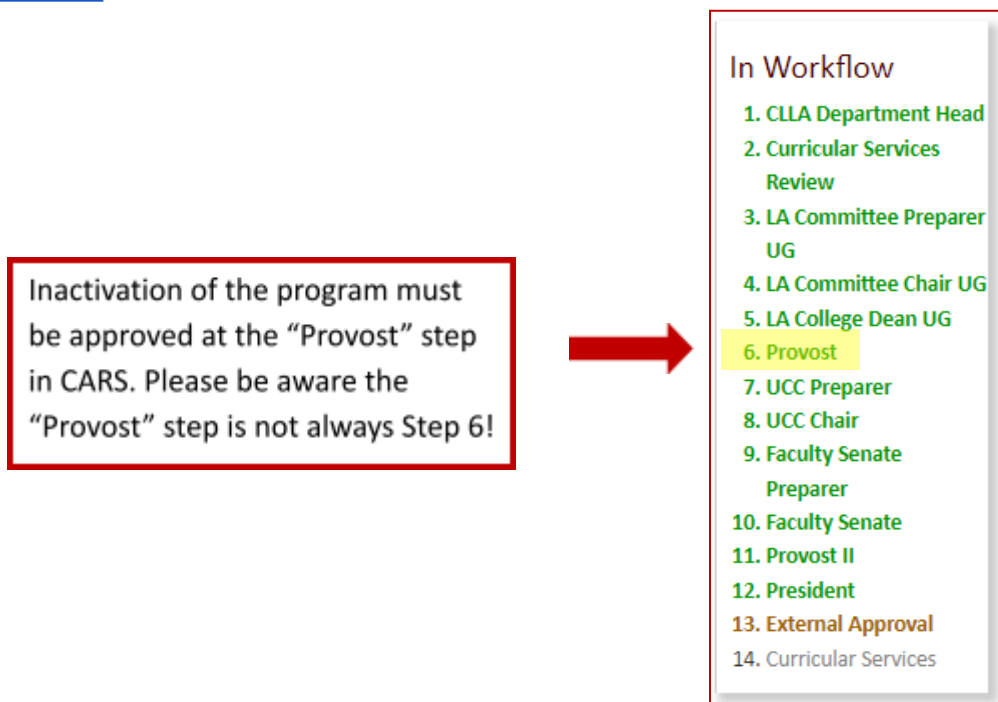 Inactivation of the program must
be approved at the “Provost” step
in CARS. Please be aware the
“Provost” step is not always Step 6!
In Workflow
1. CLLA Department Head
2. Curricular Services
Review
3. LA Committee Preparer
UG
4. LA Committee Chair UG
5. LA College Dean UG
6. Provost
7. UCC Preparer
8. UCC Chair
9. Faculty Senate
Preparer
10. Faculty Senate
11. Provost II
12. President
13. External Approval
14. Curricular Services